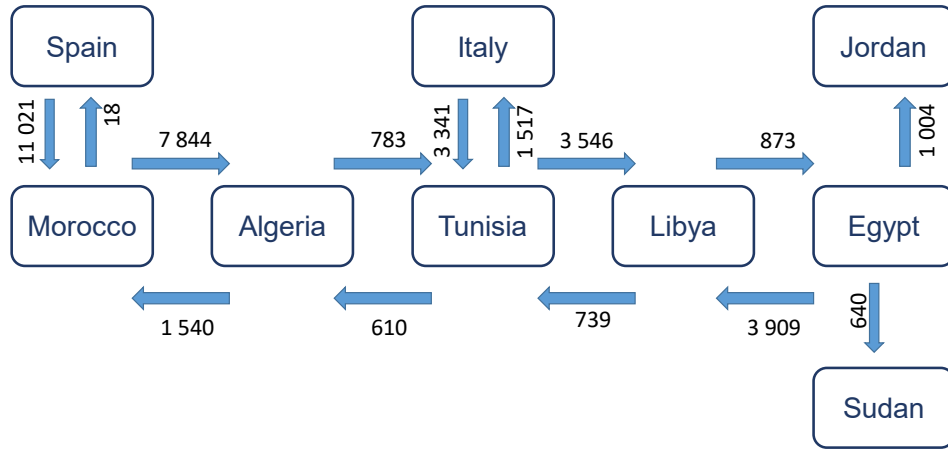 Spain
Italy
Jordan
11 021
18
3 341
1 517
1 004
7 844
783
3 546
873
Morocco
Algeria
Tunisia
Libya
Egypt
1 540
610
739
3 909
640
Sudan